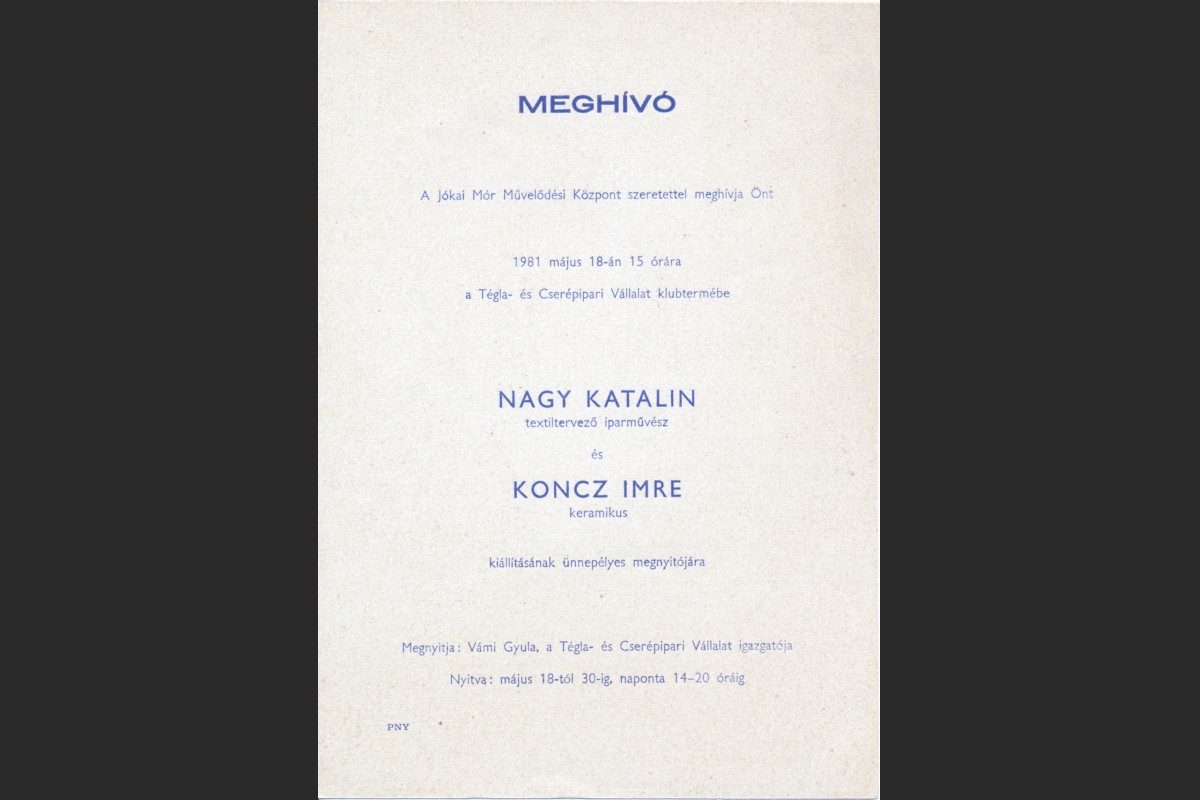 MEGHÍVÓ
A Jókai Mór Művelődési Központ szeretettel meghívja Önt
1981 május 18-án 15 órára
a Tégla- és Cserépipari Vállalat klubtermébe
NAGY KATALIN
textiltervező iparművész
és
KONCZ IMRE
keramikus
kiállításának ünnepélyes megnyitójára
Megnyitja: Vámi Gyula, a Tégla- és Cserépipari Vállalat igazgatója
Nyitva: május 18-tól 30-ig, naponta 14–20 óráig
PNY